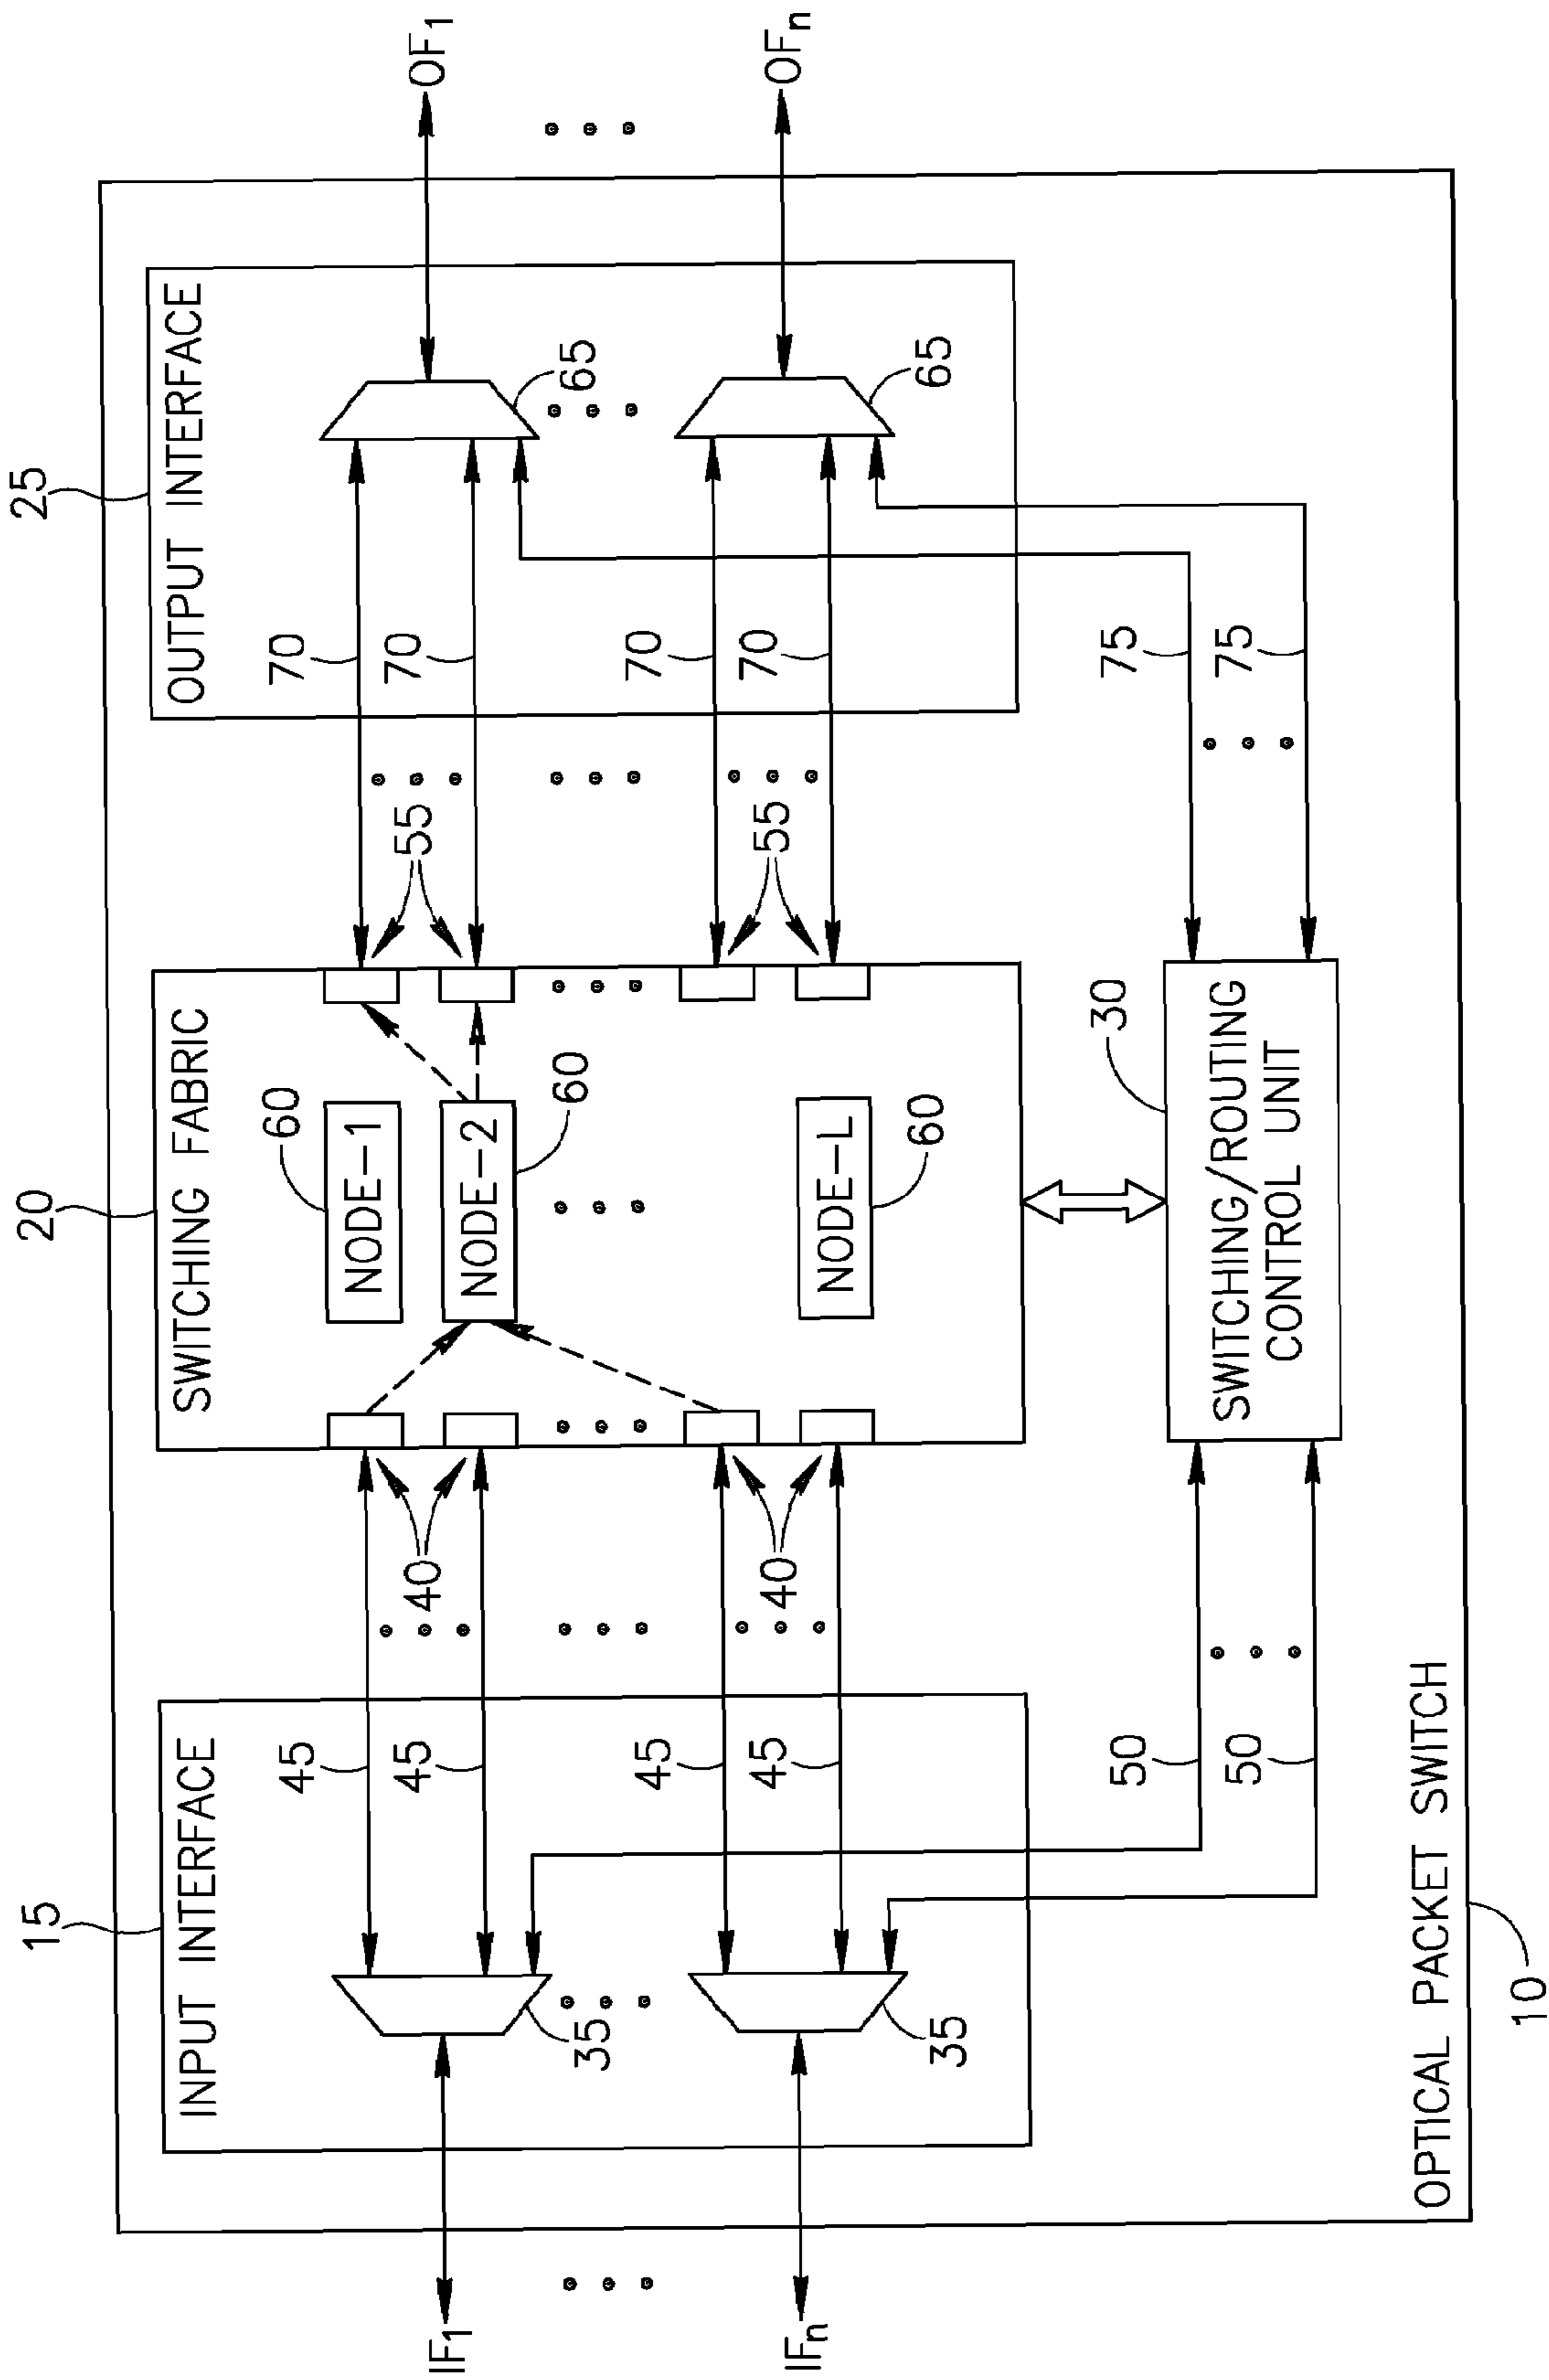 20
25
15
SWITCHING FABRIC
OUTPUT INTERFACE
INPUT INTERFACE
60
NODE-1
70
45
OF1
IF1
40
55
70
45
NODE-2
60
35
65
70
45
40
55
70
45
OFn
IFn
NODE-L
60
35
65
30
50
75
SWITCHING/ROUTING
CONTROL UNIT
50
75
OPTICAL PACKET SWITCH
10